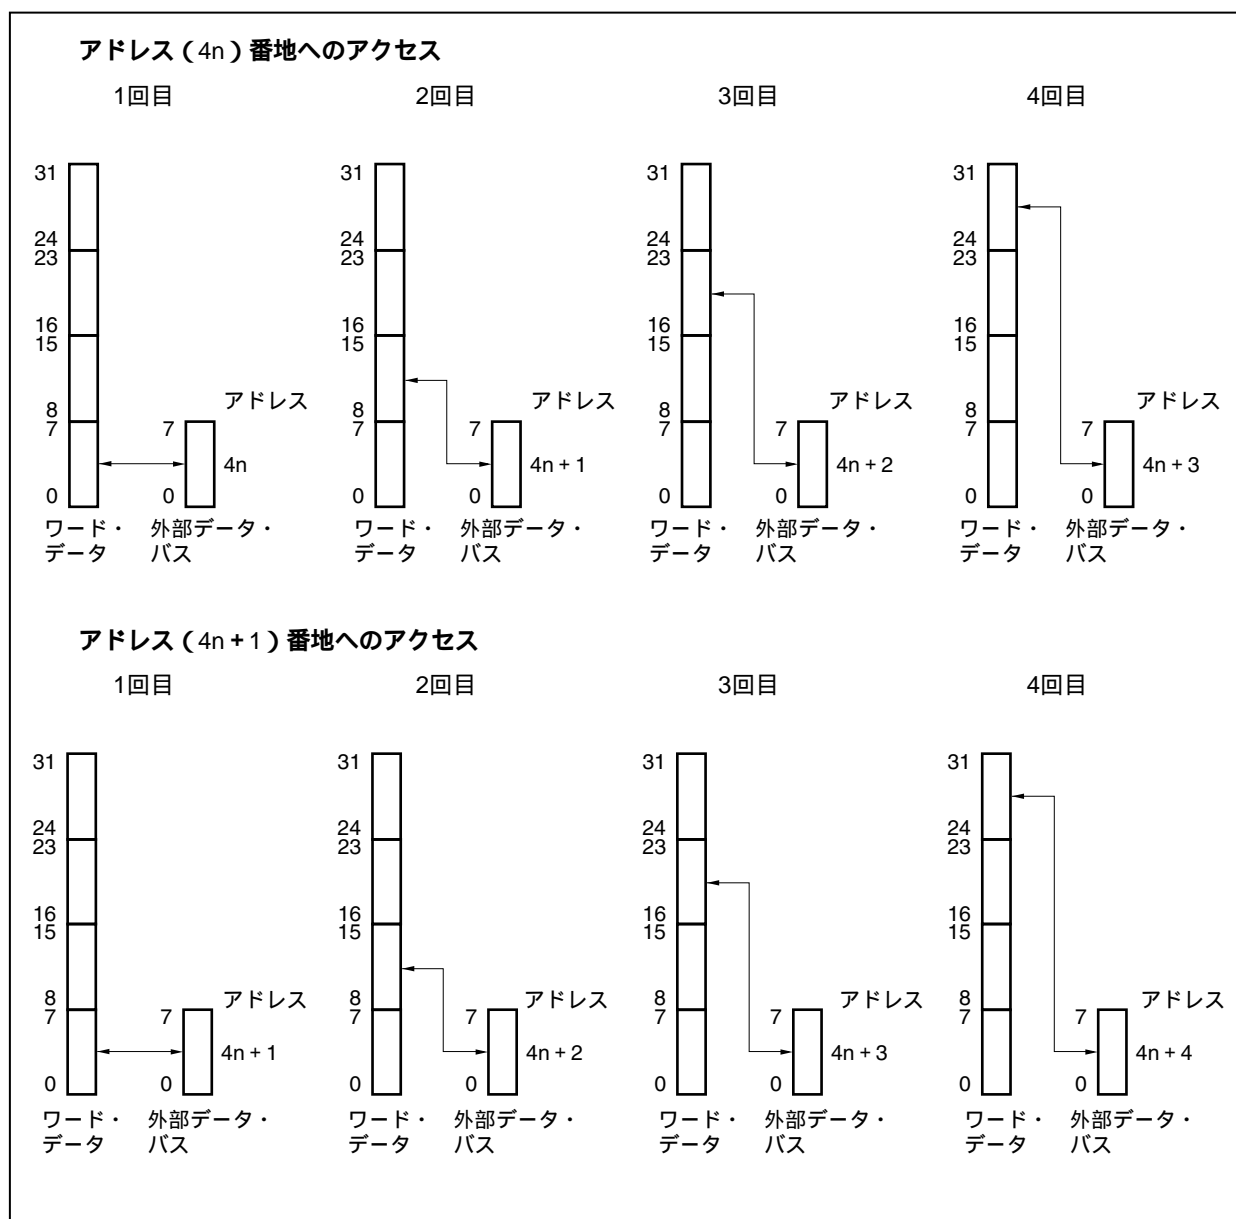 アドレス（4n）番地へのアクセス
1回目 2回目 3回目 4回目
31 31 31 31
24 24 24 24
23 23 23 23
16 16 16 16
15 15 15 15
アドレス アドレス アドレス アドレス
8 8 8 8
7 7 7 7 7 7 7 7
4n 4n + 1 4n + 2 4n + 3
0 0 0 0 0 0 0 0
ワード・ 外部データ・ ワード・ 外部データ・ ワード・ 外部データ・ ワード・ 外部データ・
データ バス データ バス データ バス データ バス
アドレス（4n + 1）番地へのアクセス
1回目 2回目 3回目 4回目
31 31 31 31
24 24 24 24
23 23 23 23
16 16 16 16
15 15 15 15
アドレス アドレス アドレス アドレス
8 8 8 8
7 7 7 7 7 7 7 7
4n + 1 4n + 2 4n + 3 4n + 4
0 0 0 0 0 0 0 0
ワード・ 外部データ・ ワード・ 外部データ・ ワード・ 外部データ・ ワード・ 外部データ・
データ バス データ バス データ バス データ バス